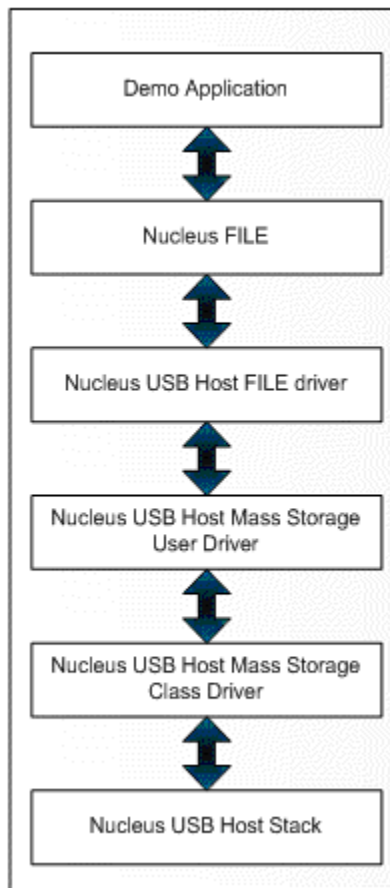 Demo Application
Nucleus FILE
Nucleus USB Host FILE driver
Nucleus USB Host Mass Storage
User Driver
Nucleus USB Host Mass Storage
Class Driver
Nucleus USB Host Stack